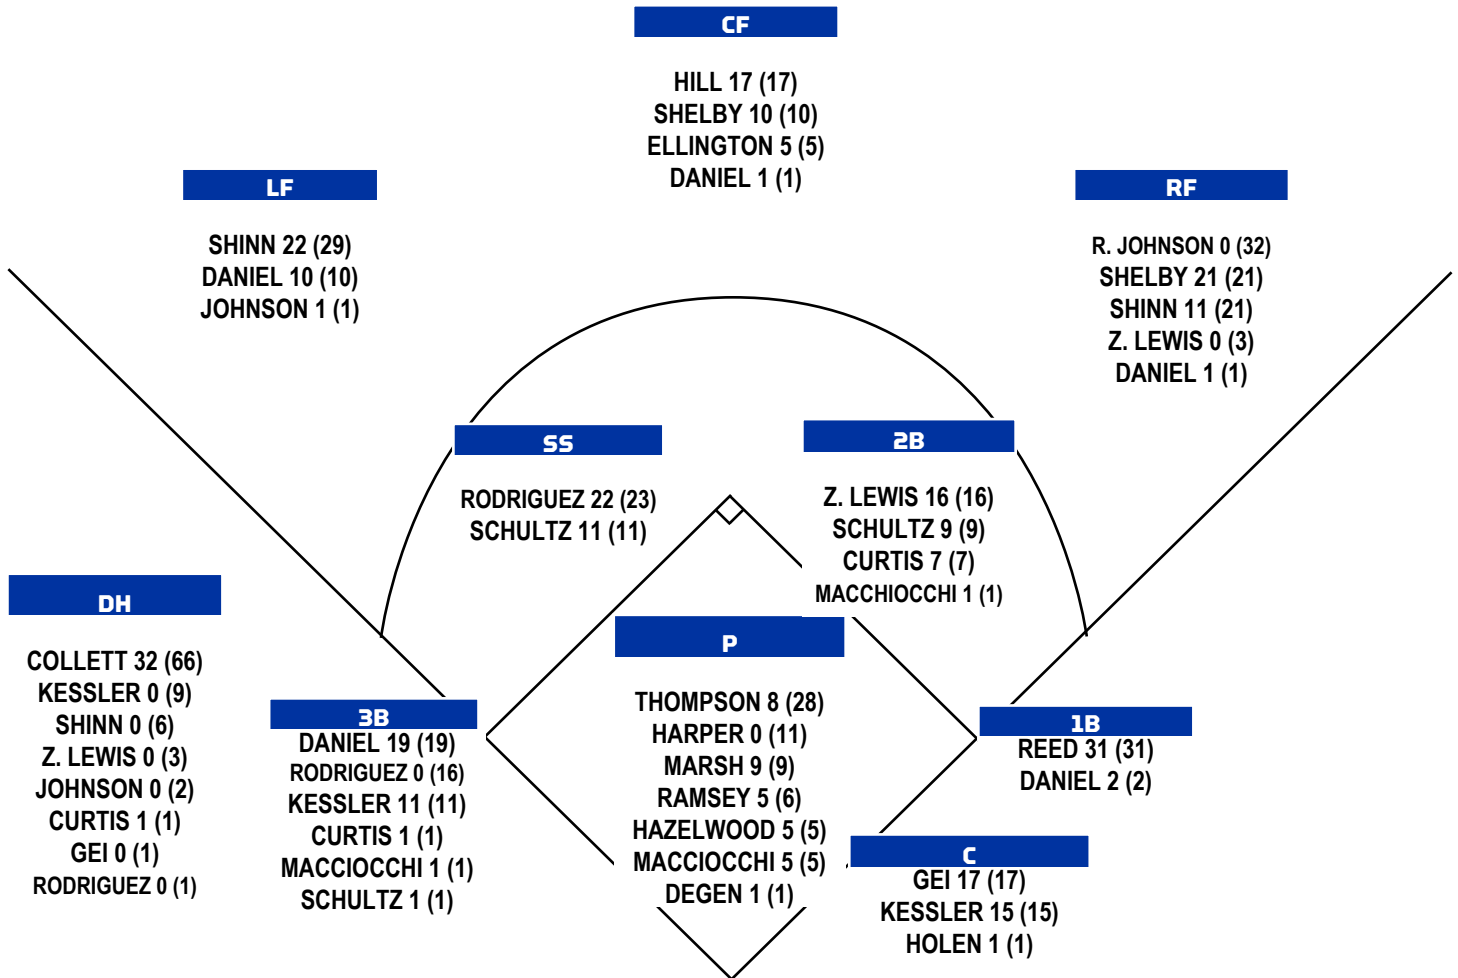 CF
HILL 17 (17)
SHELBY 10 (10)
ELLINGTON 5 (5)
DANIEL 1 (1)
LF
SHINN 22 (29)
DANIEL 10 (10)
JOHNSON 1 (1)
RF
R. JOHNSON 0 (32)
SHELBY 21 (21)
SHINN 11 (21)
Z. LEWIS 0 (3)
DANIEL 1 (1)
SS
RODRIGUEZ 22 (23)
SCHULTZ 11 (11)
2B
Z. LEWIS 16 (16)
SCHULTZ 9 (9)
CURTIS 7 (7)
MACCHIOCCHI 1 (1)
DH
COLLETT 32 (66)
KESSLER 0 (9)
SHINN 0 (6)
Z. LEWIS 0 (3)
JOHNSON 0 (2)
CURTIS 1 (1)
GEI 0 (1)
RODRIGUEZ 0 (1)
3B
DANIEL 19 (19)
RODRIGUEZ 0 (16)
KESSLER 11 (11)
CURTIS 1 (1)
MACCIOCCHI 1 (1)
SCHULTZ 1 (1)
P
THOMPSON 8 (28)
HARPER 0 (11)
MARSH 9 (9)
RAMSEY 5 (6)
HAZELWOOD 5 (5)
MACCIOCCHI 5 (5)
DEGEN 1 (1)
1B
REED 31 (31)
DANIEL 2 (2)
C
GEI 17 (17)
KESSLER 15 (15)
HOLEN 1 (1)